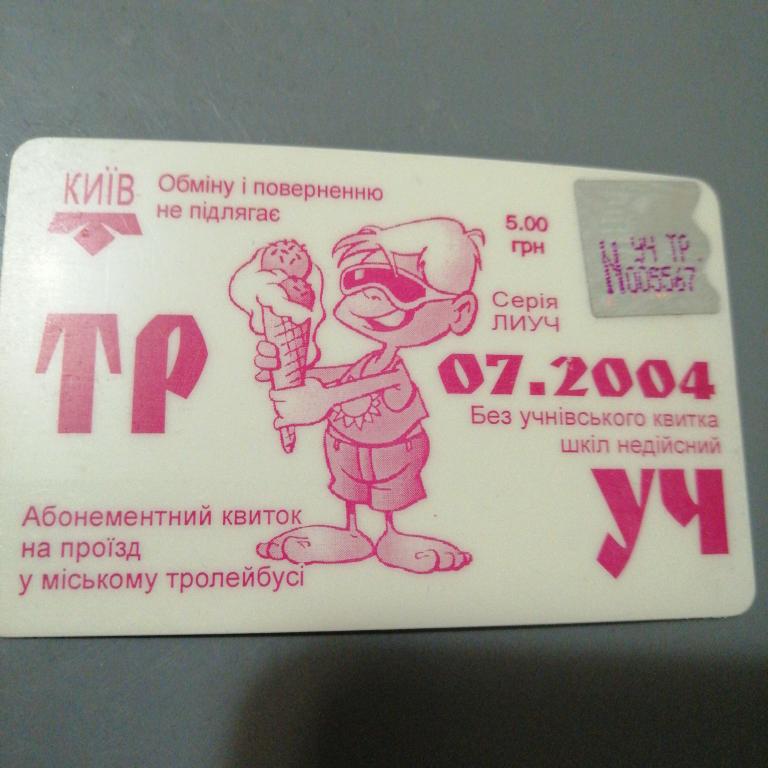 КИЇВ
Обміну і поверненню
не підлягає
5.00
грн
N УЧ ТР
005567
Серія
ЛИУЧ
ТР
07.2004
Без учнівського квитка
шкіл недійсний
УЧ
Абонементний квиток
на проїзд
у міському тролейбусі